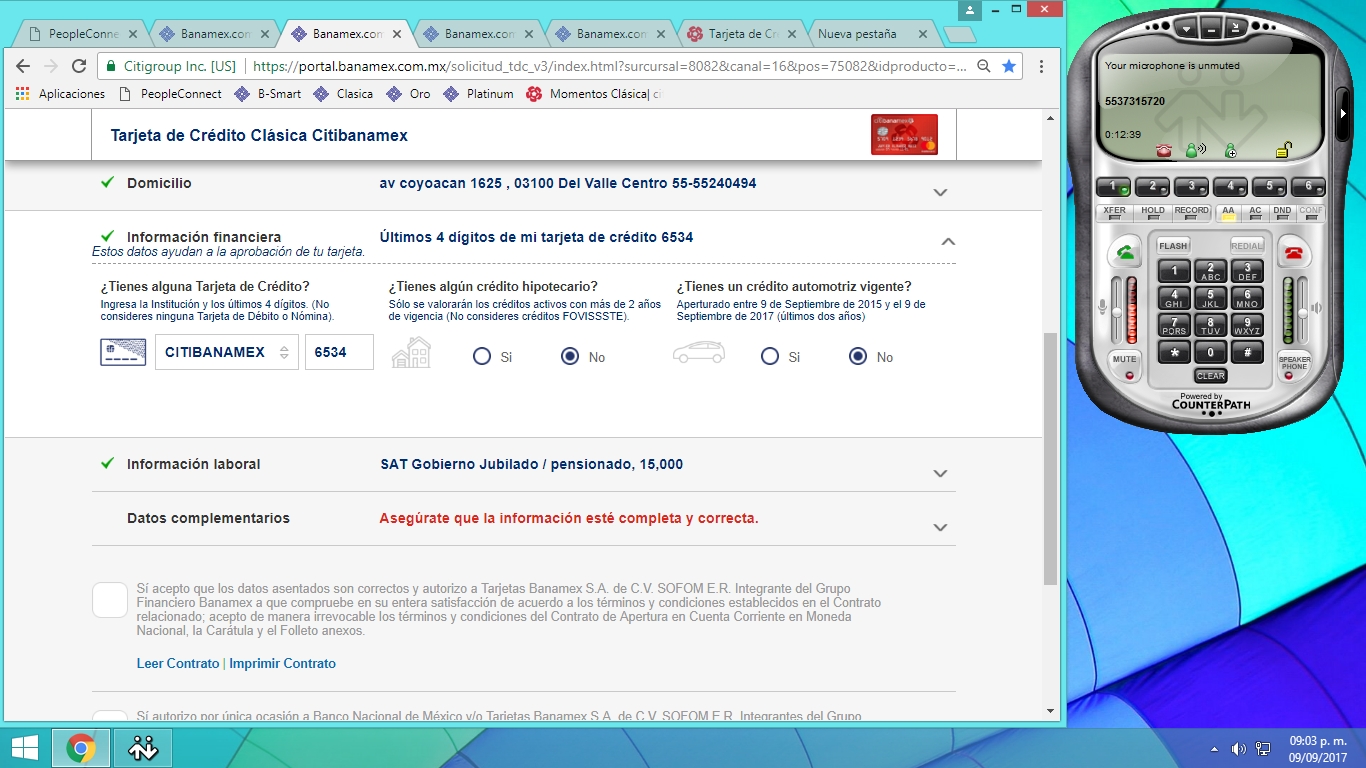 PeopleConne
Banamex.com
Banamex.com
Banamex.com
Banamex.com
Tarjeta de Cr
Nueva pestaña
Citigroup Inc. [US] | https://portal.banamex.com.mx/solicitud_tdc_v3/index.html?sursursal=8082&canal=16&pos=75082&idproducto=...
Aplicaciones
PeopleConnect
B-Smart
Clasica
Oro
Platinum
Momentos Clásica| cit
Tarjeta de Crédito Clásica Citibanamex
Domicilio
av coyoacan 1625 , 03100 Del Valle Centro 55-55240494
Información financiera
Últimos 4 dígitos de mi tarjeta de crédito 6534
Estos datos ayudan a la aprobación de tu tarjeta.
¿Tienes alguna Tarjeta de Crédito?
Ingresa la Institución y los últimos 4 dígitos. (No
consideres ninguna Tarjeta de Débito o Nómina).
CITIBANAMEX
6534
¿Tienes algún crédito hipotecario?
Sólo se valorarán los créditos activos con más de 2 años
de vigencia (No consideres créditos FOVISSSTE).
Si
No
¿Tienes un crédito automotriz vigente?
Aperturado entre 9 de Septiembre de 2015 y el 9 de
Septiembre de 2017 (últimos dos años)
Si
No
Información laboral
SAT Gobierno Jubilado / pensionado, 15,000
Datos complementarios
Asegúrate que la información esté completa y correcta.
Sí acepto que los datos asentados son correctos y autorizo a Tarjetas Banamex S.A. de C.V. SOFOM E.R. Integrante del Grupo
Financiero Banamex a que compruebe en su entera satisfacción de acuerdo a los términos y condiciones establecidos en el Contrato
relacionado; acepto de manera irrevocable los términos y condiciones del Contrato de Apertura en Cuenta Corriente en Moneda
Nacional, la Carátula y el Folleto anexos.
Leer Contrato | Imprimir Contrato
Sí autorizo por única ocasión a Banco Nacional de México y/o Tarjetas Banamex S.A. de C.V. SOFOM E.R. Integrantes del Grupo
Your microphone is unmuted
5537315720
0:12:39
1 2 3 4 5 6
XFER HOLD RECORD AA AC DND CONF
FLASH REDIAL
1 2 ABC 3 DEF
4 GHI 5 JKL 6 MNO
7 PQRS 8 TUV 9 WXYZ
* 0 #
MUTE
SPEAKER
PHONE
CLEAR
Powered by
COUNTERPATH
09:03 p. m.
09/09/2017